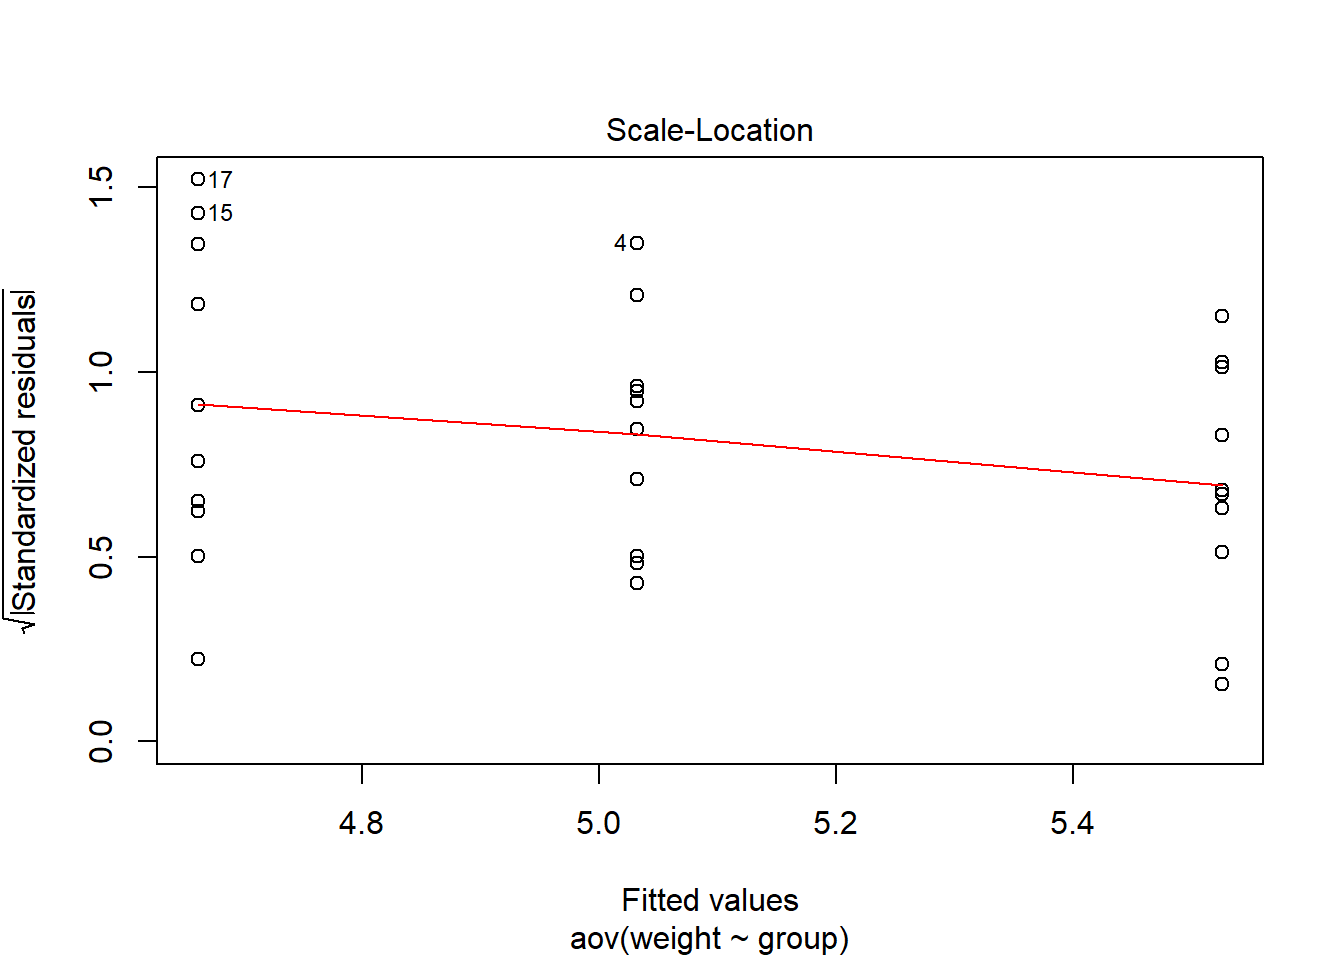 Scale-Location
√|Standardized residuals|
1.5
1.0
0.5
0.0
17
15
4
4.8 5.0 5.2 5.4
Fitted values
aov(weight ~ group)